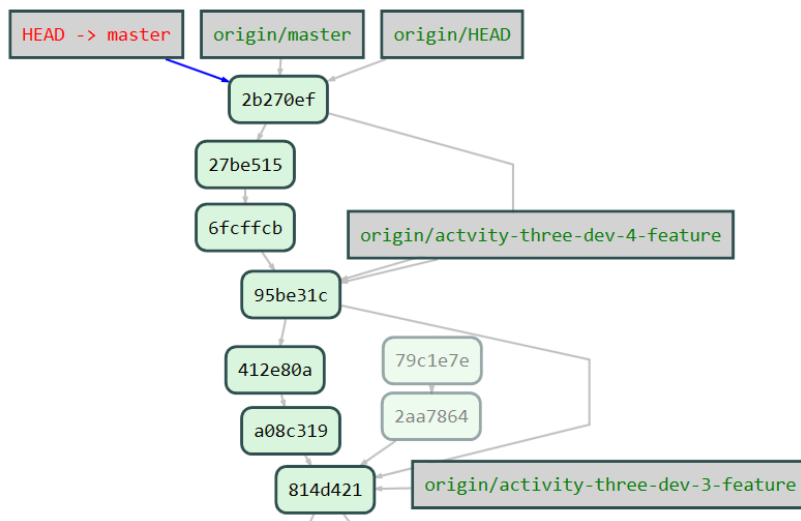 HEAD -> master
origin/master
origin/HEAD
2b270ef
27be515
6fcffcb
origin/actvity-three-dev-4-feature
95be31c
79c1e7e
412e80a
2aa7864
a08c319
814d421
origin/activity-three-dev-3-feature